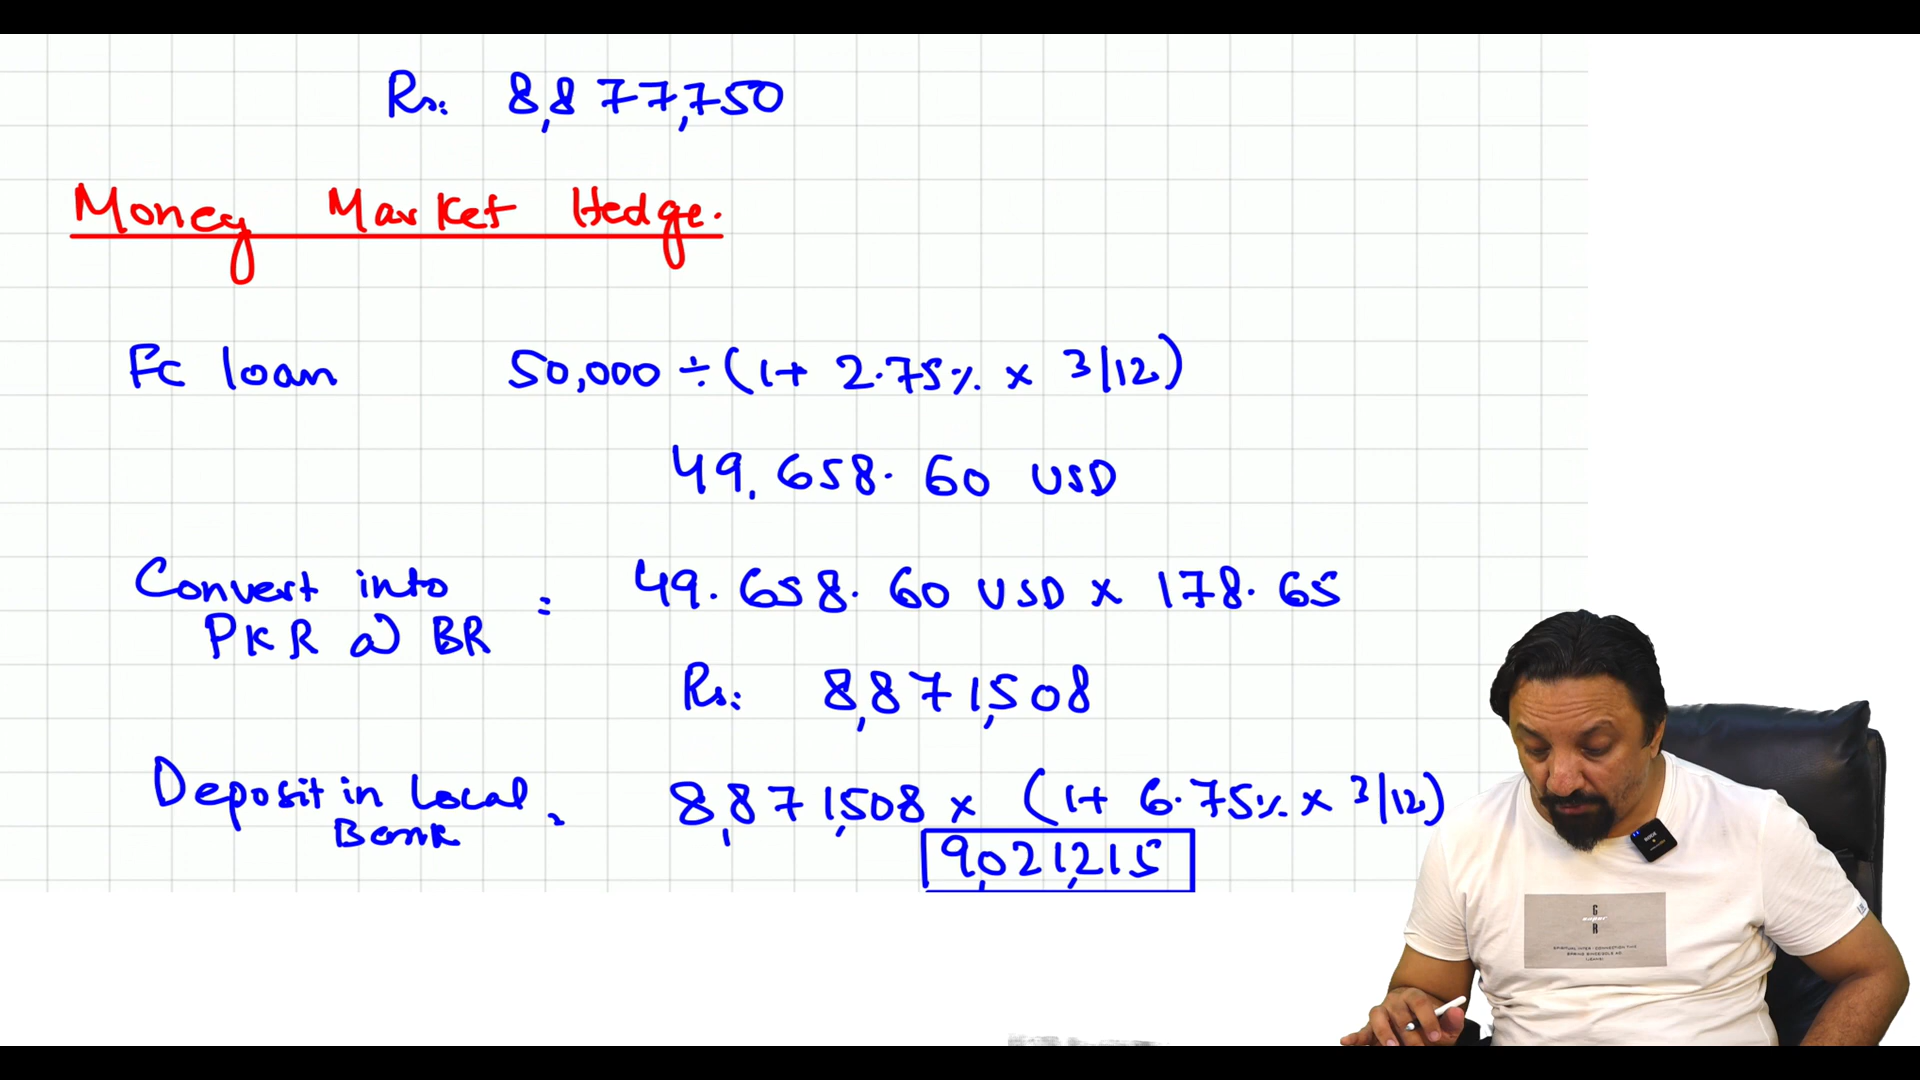 Rs: 8,877,750
Money Market Hedge.
Fc loan 50,000 ÷ (1+ 2.75% × 3/12)
49,658.60 USD
Convert into = 49.658.60 USD × 178.65
PKR @ BR
Rs: 8,871,508
Deposit in Local = 8,871,508 × (1+ 6.75% × 3/12)
Bank
9,021,215
G
R